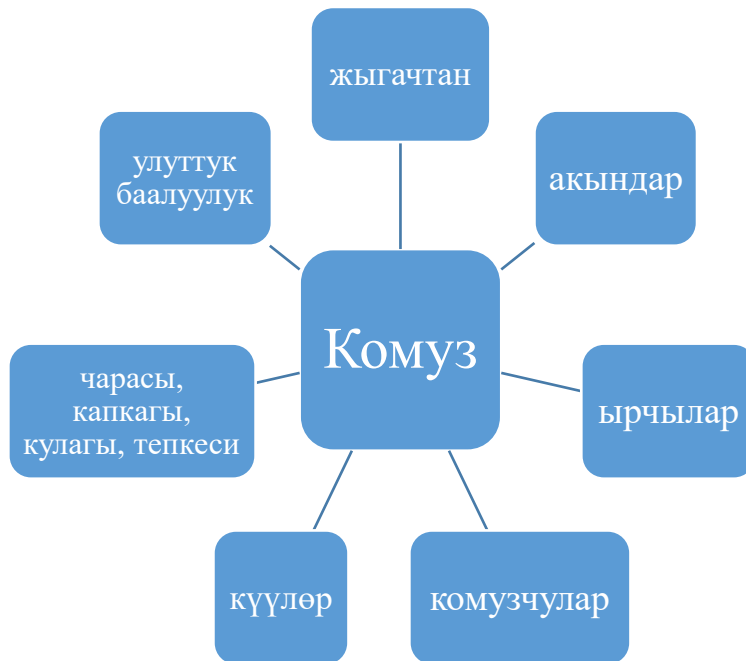 жыгачтан
улуттук
баалуулук
акындар
Комуз
чарасы,
капкагы,
кулагы, тепкеси
ырчылар
күүлөр
комузчулар